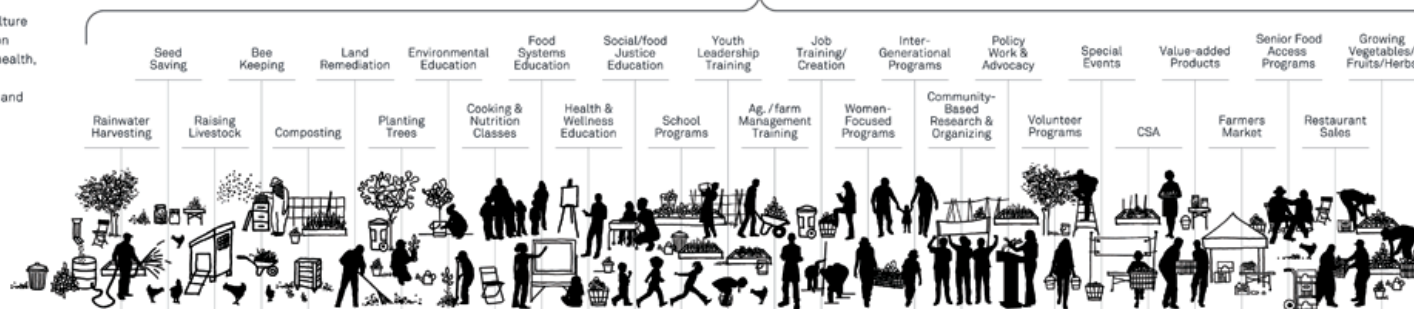 lture
n
ealth,
and
Seed
Saving
Bee
Keeping
Land
Remediation
Environmental
Education
Food
Systems
Education
Social/food
Justice
Education
Youth
Leadership
Training
Job
Training/
Creation
Inter-
Generational
Programs
Policy
Work &
Advocacy
Special
Events
Value-added
Products
Senior Food
Access
Programs
Growing
Vegetables/
Fruits/Herbs
Rainwater
Harvesting
Raising
Livestock
Composting
Planting
Trees
Cooking &
Nutrition
Classes
Health &
Wellness
Education
School
Programs
Ag. / farm
Management
Training
Women-
Focused
Programs
Community-
Based
Research &
Organizing
Volunteer
Programs
CSA
Farmers
Market
Restaurant
Sales